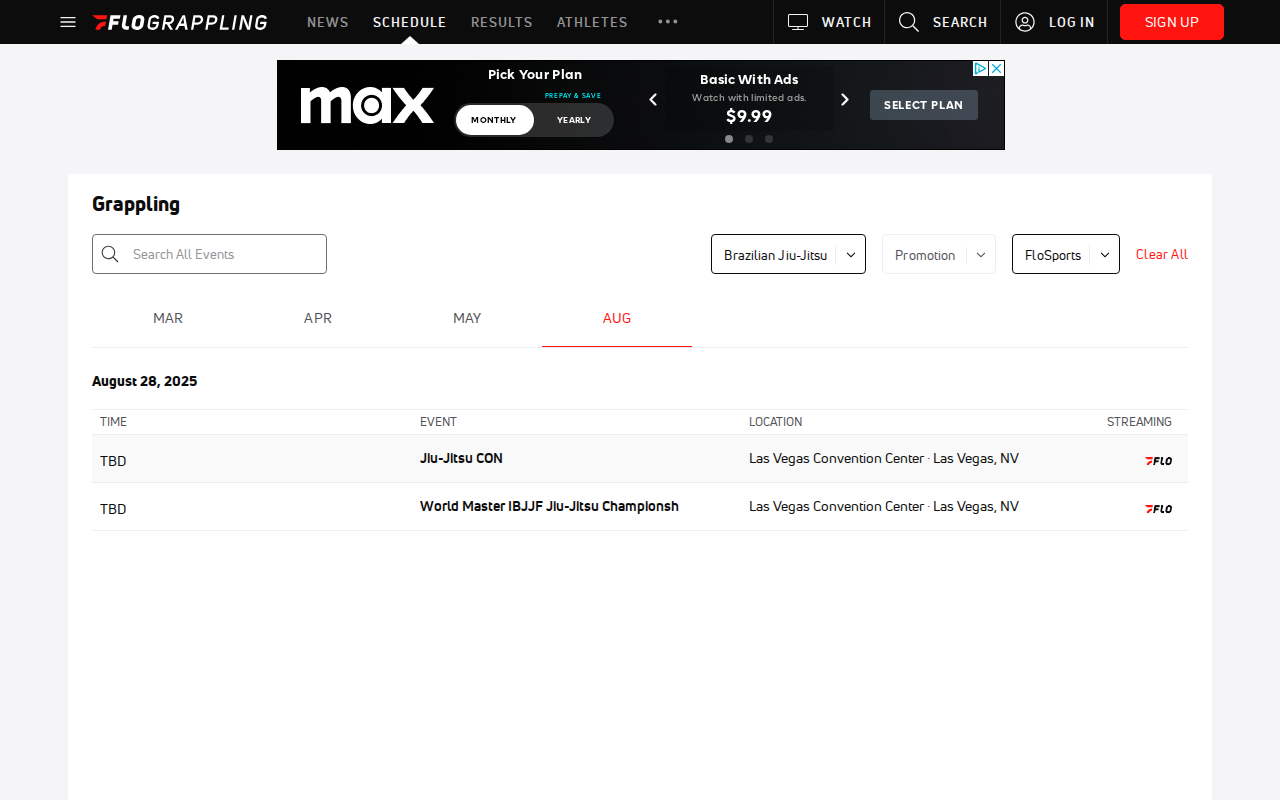 FLOGRAPPLING NEWS SCHEDULE RESULTS ATHLETES WATCH SEARCH LOG IN SIGN UP
max
Pick Your Plan
PREPAY & SAVE
MONTHLY YEARLY
Basic With Ads
Watch with limited ads.
$9.99
SELECT PLAN
Grappling
Search All Events
Brazilian Jiu-Jitsu
Promotion
FloSports
Clear All
MAR APR MAY AUG
August 28, 2025
TIME EVENT LOCATION STREAMING
TBD Jiu-Jitsu CON Las Vegas Convention Center · Las Vegas, NV FLO
TBD World Master IBJJF Jiu-Jitsu Championsh Las Vegas Convention Center · Las Vegas, NV FLO